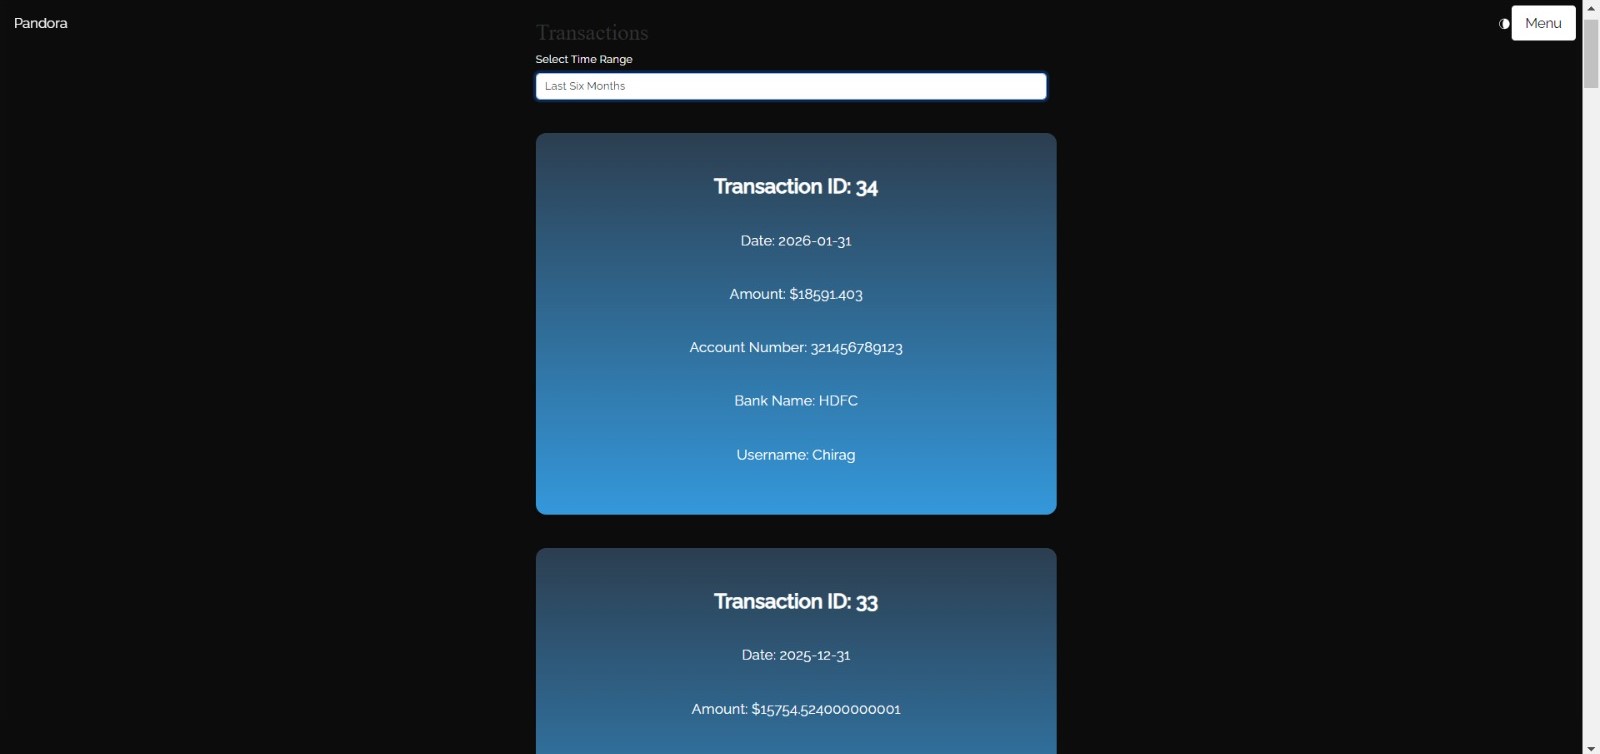 Pandora
Menu
Transactions
Select Time Range
Last Six Months
Transaction ID: 34
Date: 2026-01-31
Amount: $18591.403
Account Number: 321456789123
Bank Name: HDFC
Username: Chirag
Transaction ID: 33
Date: 2025-12-31
Amount: $15754.524000000001